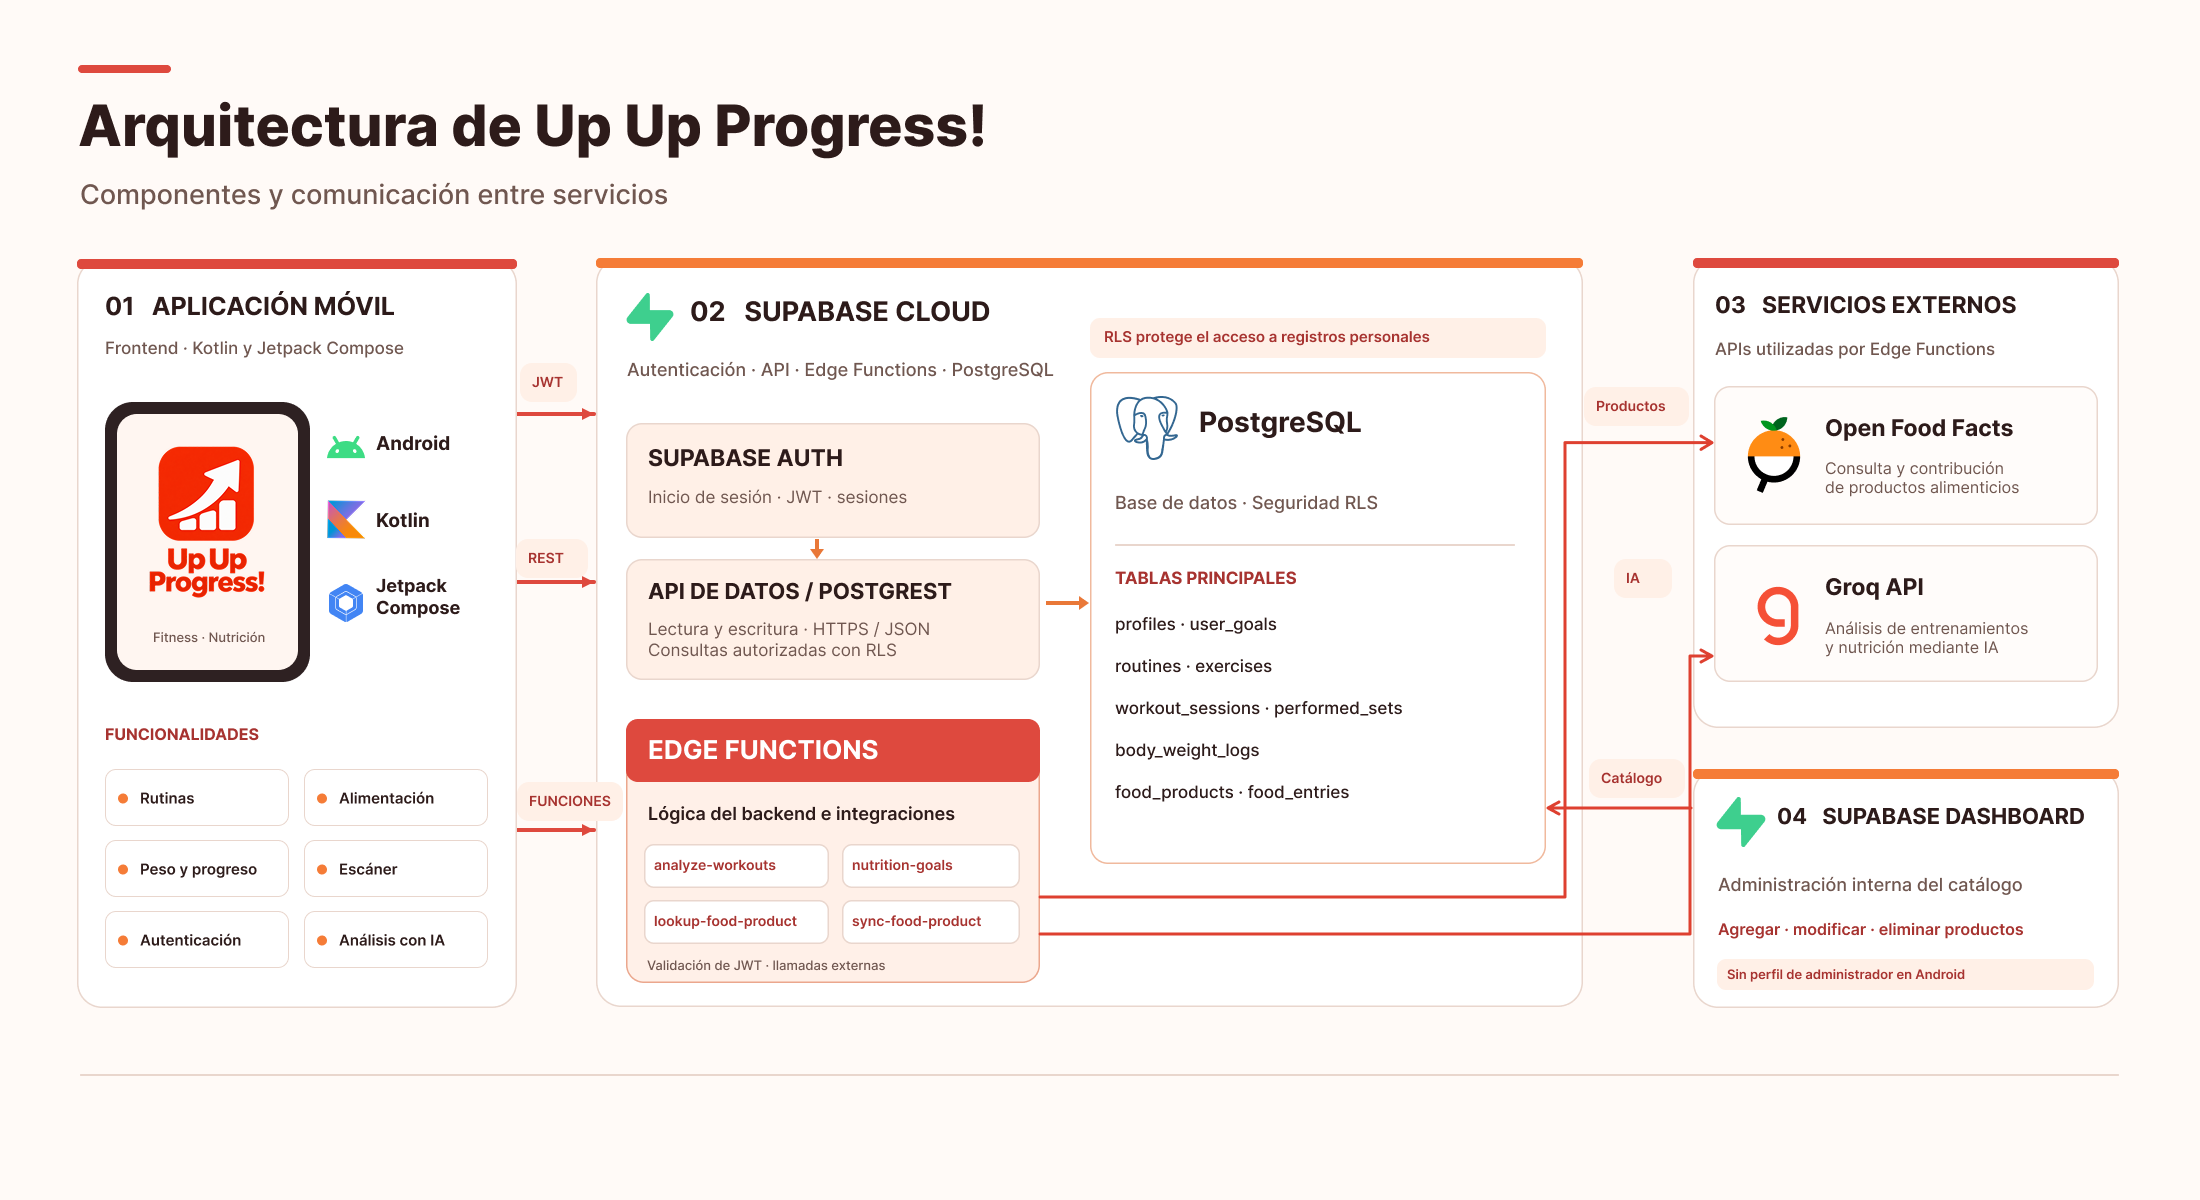 Arquitectura de Up Up Progress!
Componentes y comunicación entre servicios
01 APLICACIÓN MÓVIL
Frontend · Kotlin y Jetpack Compose
Up Up
Progress!
Fitness · Nutrición
Android
Kotlin
Jetpack
Compose
FUNCIONALIDADES
Rutinas
Alimentación
Peso y progreso
Escáner
Autenticación
Análisis con IA
JWT
REST
FUNCIONES
02 SUPABASE CLOUD
Autenticación · API · Edge Functions · PostgreSQL
SUPABASE AUTH
Inicio de sesión · JWT · sesiones
API DE DATOS / POSTGREST
Lectura y escritura · HTTPS / JSON
Consultas autorizadas con RLS
EDGE FUNCTIONS
Lógica del backend e integraciones
analyze-workouts
nutrition-goals
lookup-food-product
sync-food-product
Validación de JWT · llamadas externas
RLS protege el acceso a registros personales
PostgreSQL
Base de datos · Seguridad RLS
TABLAS PRINCIPALES
profiles · user_goals
routines · exercises
workout_sessions · performed_sets
body_weight_logs
food_products · food_entries
Productos
IA
Catálogo
03 SERVICIOS EXTERNOS
APIs utilizadas por Edge Functions
Open Food Facts
Consulta y contribución
de productos alimenticios
Groq API
Análisis de entrenamientos
y nutrición mediante IA
04 SUPABASE DASHBOARD
Administración interna del catálogo
Agregar · modificar · eliminar productos
Sin perfil de administrador en Android